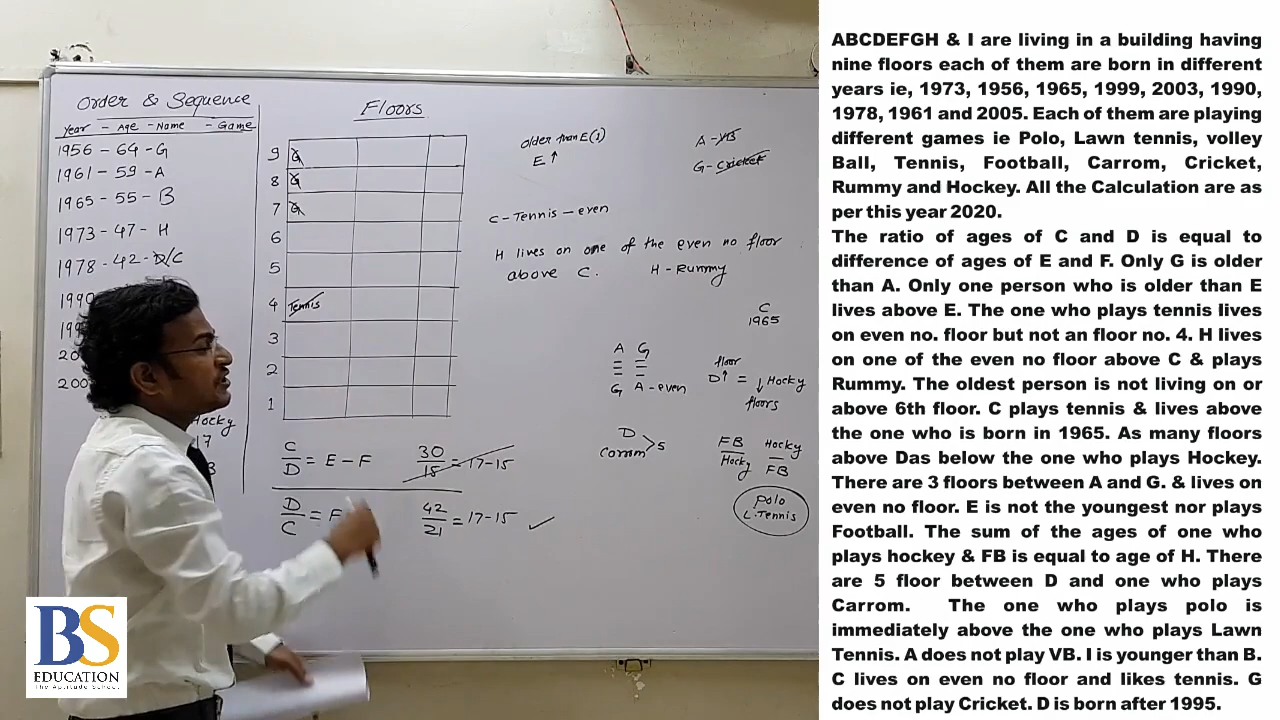 Order & Sequence
Year - Age - Name - Game
1956 - 64 - G
1961 - 59 - A
1965 - 55 - B
1973 - 47 - H
1978 - 42 - D/C
1990
199
20
200
Hocky
17
3
Floors
9 G
8 G
7 G
6
5
4 Tennis
3
2
1
C/D = E - F
30/15 = 17-15
D/C = F
42/21 = 17-15 ✓
older than E(1)
E ↑
A - VB
G - Cricket
C - Tennis - even
H lives on one of the even no floor
above C. H - Rummy
C
1965
A G
G A - even
floor
D↑ = ↓ Hocky
floors
D
Carrom > 5
FB Hocky
Hocky FB
Polo
L.Tennis
BS
EDUCATION
The Aptitude School
ABCDEFGH & I are living in a building having
nine floors each of them are born in different
years ie, 1973, 1956, 1965, 1999, 2003, 1990,
1978, 1961 and 2005. Each of them are playing
different games ie Polo, Lawn tennis, volley
Ball, Tennis, Football, Carrom, Cricket,
Rummy and Hockey. All the Calculation are as
per this year 2020.
The ratio of ages of C and D is equal to
difference of ages of E and F. Only G is older
than A. Only one person who is older than E
lives above E. The one who plays tennis lives
on even no. floor but not an floor no. 4. H lives
on one of the even no floor above C & plays
Rummy. The oldest person is not living on or
above 6th floor. C plays tennis & lives above
the one who is born in 1965. As many floors
above Das below the one who plays Hockey.
There are 3 floors between A and G. & lives on
even no floor. E is not the youngest nor plays
Football. The sum of the ages of one who
plays hockey & FB is equal to age of H. There
are 5 floor between D and one who plays
Carrom. The one who plays polo is
immediately above the one who plays Lawn
Tennis. A does not play VB. I is younger than B.
C lives on even no floor and likes tennis. G
does not play Cricket. D is born after 1995.